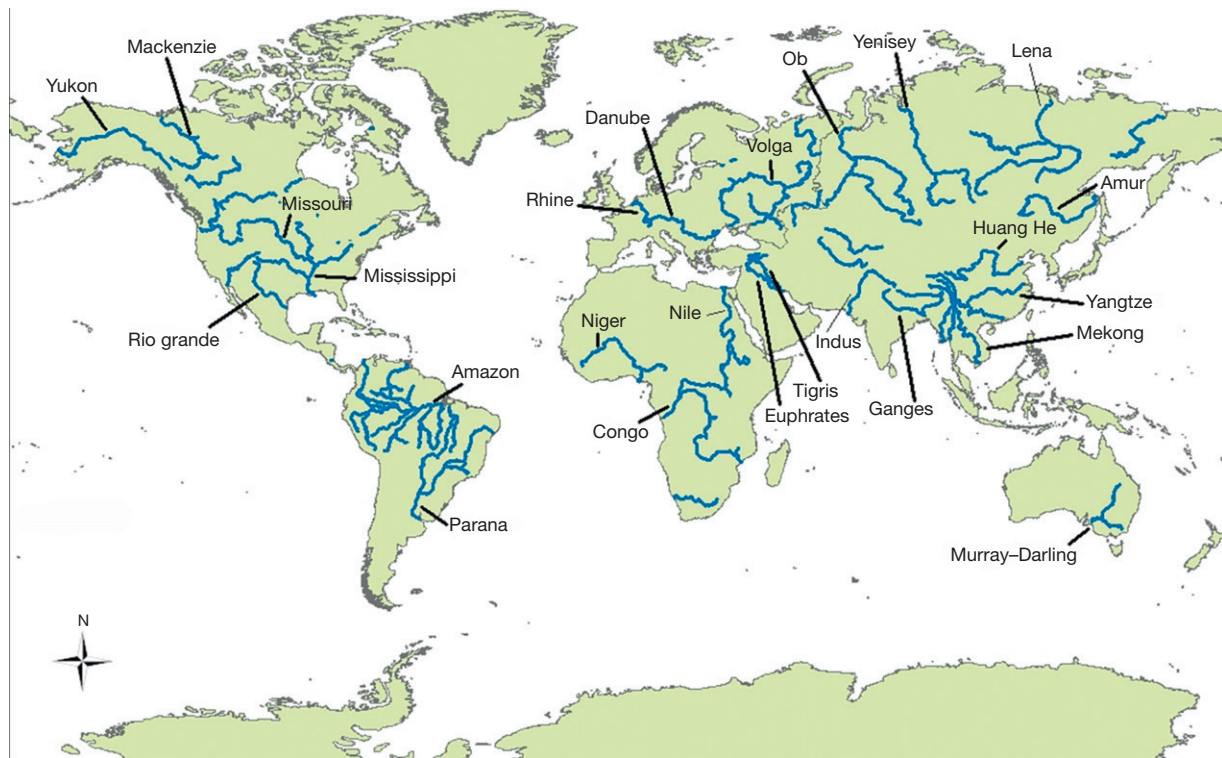 Mackenzie
Yenisey
Lena
Ob
Yukon
Danube
Volga
Amur
Rhine
Missouri
Huang He
Mississippi
Yangtze
Nile
Niger
Rio grande
Indus
Mekong
Amazon
Tigris
Euphrates
Ganges
Congo
Parana
Murray–Darling
N